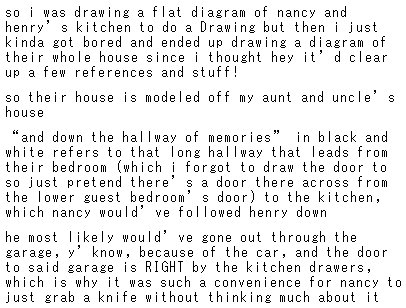 so i was drawing a flat diagram of nancy and
henry's kitchen to do a Drawing but then i just
kinda got bored and ended up drawing a diagram of
their whole house since i thought hey it'd clear
up a few references and stuff!
so their house is modeled off my aunt and uncle's
house
“and down the hallway of memories” in black and
white refers to that long hallway that leads from
their bedroom (which i forgot to draw the door to
so just pretend there's a door there across from
the lower guest bedroom's door) to the kitchen,
which nancy would've followed henry down
he most likely would've gone out through the
garage, y'know, because of the car, and the door
to said garage is RIGHT by the kitchen drawers,
which is why it was such a convenience for nancy to
just grab a knife without thinking much about it